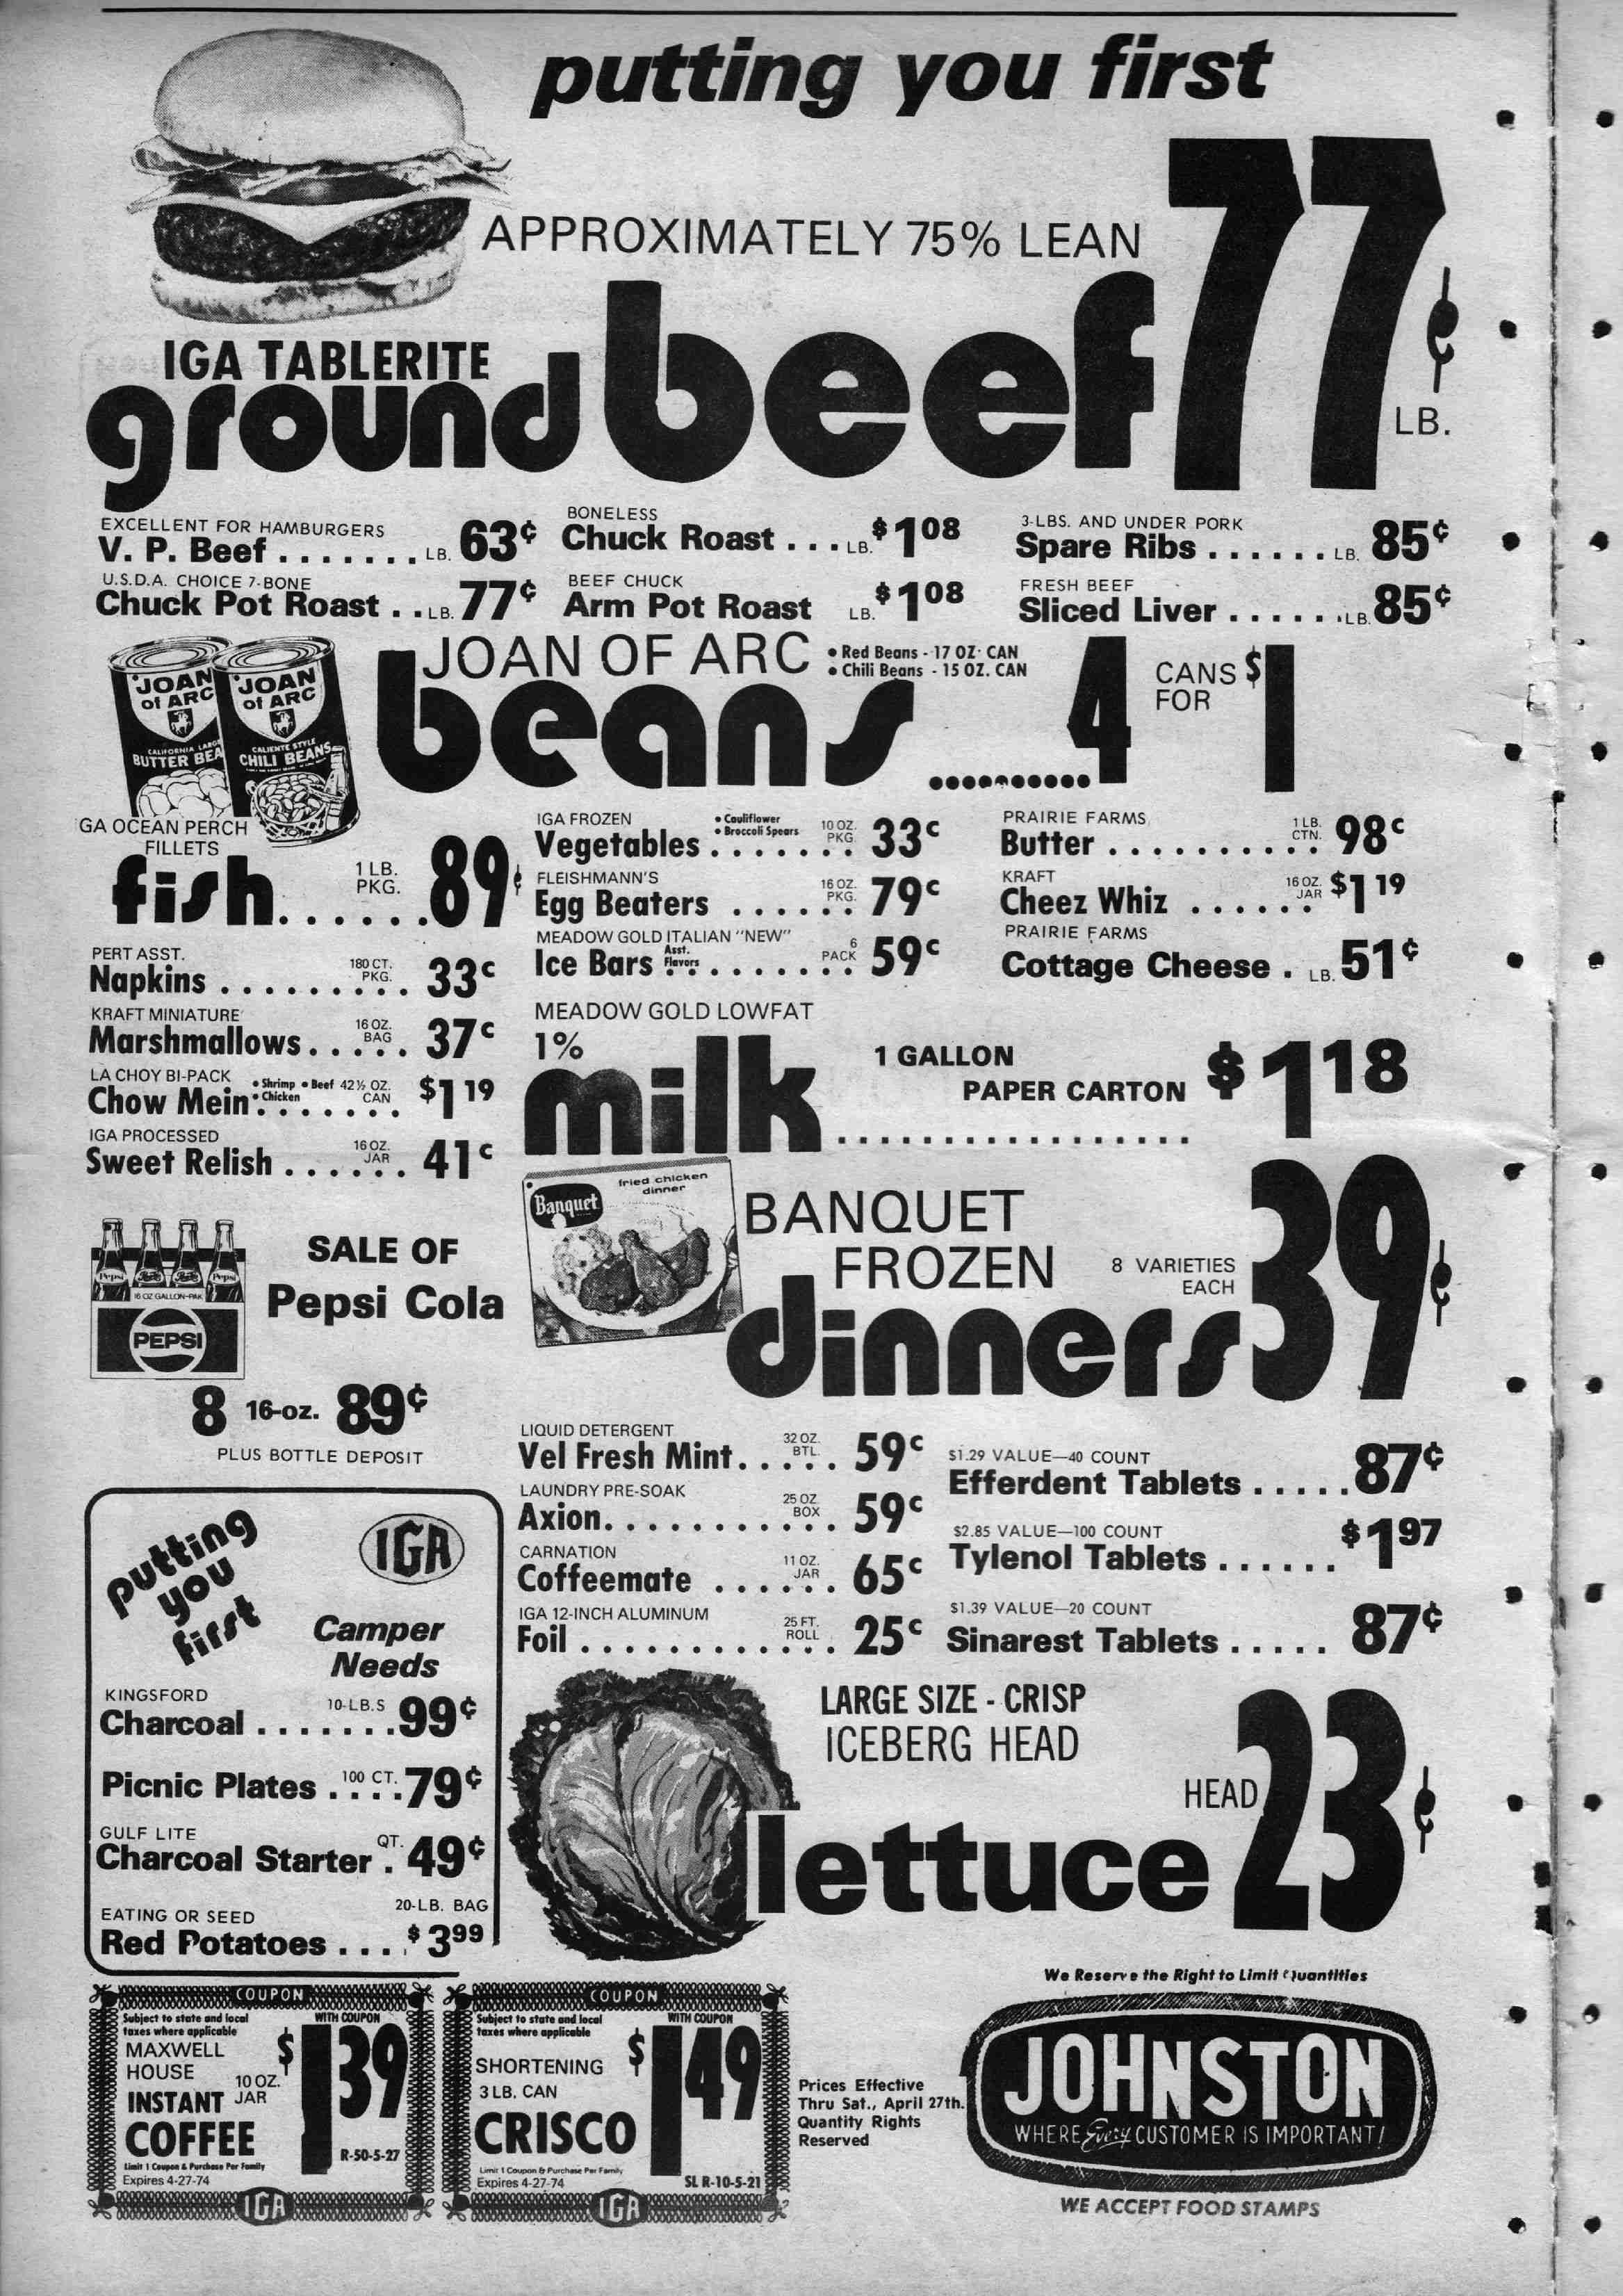 putting you first
APPROXIMATELY 75% LEAN
IGA TABLERITE
ground beef 77¢ LB.
EXCELLENT FOR HAMBURGERS
V. P. Beef ....... LB. 63¢
U.S.D.A. CHOICE 7-BONE
Chuck Pot Roast .. LB. 77¢
BONELESS
Chuck Roast ... LB. $1 08
BEEF CHUCK
Arm Pot Roast LB. $1 08
3-LBS. AND UNDER PORK
Spare Ribs ...... LB. 85¢
FRESH BEEF
Sliced Liver ...... LB. 85¢
JOAN of ARC
CALIFORNIA LARGE
BUTTER BEA
JOAN of ARC
CALIENTE STYLE
CHILI BEANS
JOAN OF ARC
• Red Beans - 17 OZ. CAN
• Chili Beans - 15 OZ. CAN
beans .......... 4 CANS FOR $1
GA OCEAN PERCH
FILLETS
fish ...... 1 LB. PKG. 89¢
PERT ASST.
Napkins ......... 180 CT. PKG. 33c
KRAFT MINIATURE
Marshmallows ..... 16 OZ. BAG 37c
LA CHOY BI-PACK
Chow Mein • Shrimp • Beef • Chicken ...... 42½ OZ. CAN $1 19
IGA PROCESSED
Sweet Relish ...... 16 OZ. JAR 41c
IGA FROZEN
Vegetables • Cauliflower • Broccoli Spears ....... 10 OZ. PKG 33c
FLEISHMANN'S
Egg Beaters ...... 16 OZ. PKG. 79c
MEADOW GOLD ITALIAN "NEW"
Ice Bars Asst. Flavors ....... 6 PACK 59c
PRAIRIE FARMS
Butter .......... 1 LB. CTN. 98c
KRAFT
Cheez Whiz ...... 16 OZ. JAR $1 19
PRAIRIE FARMS
Cottage Cheese . LB. 51¢
MEADOW GOLD LOWFAT
1%
milk ................. 1 GALLON
PAPER CARTON $1 18
16 OZ GALLON-PAK
Pepsi
PEPSI
SALE OF
Pepsi Cola
8 16-oz. 89¢
PLUS BOTTLE DEPOSIT
Banquet
fried chicken
dinner
BANQUET
FROZEN
dinners
8 VARIETIES
EACH
39¢
LIQUID DETERGENT
Vel Fresh Mint ..... 32 OZ. BTL. 59c
LAUNDRY PRE-SOAK
Axion ........... 25 OZ. BOX 59c
CARNATION
Coffeemate ...... 11 OZ. JAR 65c
IGA 12-INCH ALUMINUM
Foil ............ 25 FT. ROLL 25c
$1.29 VALUE—40 COUNT
Efferdent Tablets ..... 87¢
$2.85 VALUE—100 COUNT
Tylenol Tablets ...... $1 97
$1.39 VALUE—20 COUNT
Sinarest Tablets ..... 87¢
putting
you
first
IGA
Camper
Needs
KINGSFORD
Charcoal ....... 10-LB.S 99¢
Picnic Plates .... 100 CT. 79¢
GULF LITE
Charcoal Starter . QT. 49¢
EATING OR SEED
20-LB. BAG
Red Potatoes .... $3 99
LARGE SIZE - CRISP
ICEBERG HEAD
lettuce HEAD 23¢
COUPON
Subject to state and local
taxes where applicable
WITH COUPON
MAXWELL
HOUSE
INSTANT
COFFEE
10 OZ. JAR
$1 39
R-50-5-27
Limit 1 Coupon & Purchase Per Family
Expires 4-27-74
IGA
COUPON
Subject to state and local
taxes where applicable
WITH COUPON
SHORTENING
3 LB. CAN
CRISCO
$1 49
Limit 1 Coupon & Purchase Per Family
Expires 4-27-74
SL R-10-5-21
IGA
Prices Effective
Thru Sat., April 27th.
Quantity Rights
Reserved
We Reserve the Right to Limit Quantities
JOHNSTON
WHERE Every CUSTOMER IS IMPORTANT!
WE ACCEPT FOOD STAMPS